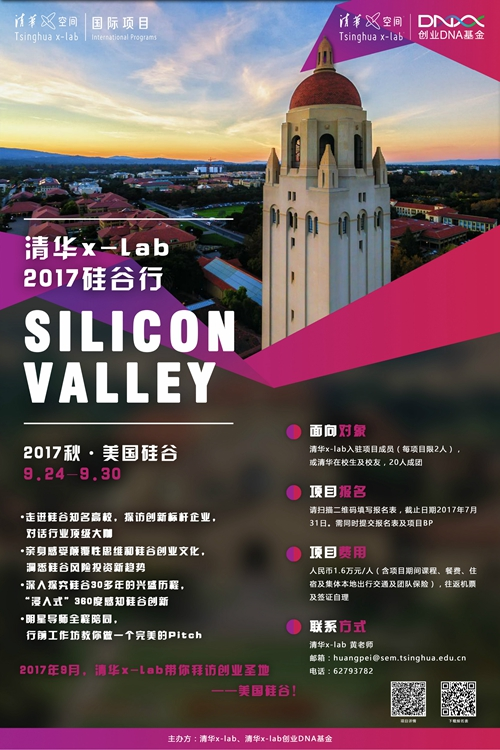 清华 x 空间
Tsinghua x-lab
国际项目
International Programs
清华 x 空间
Tsinghua x-lab
DNXX
创业DNA基金
清华x-Lab
2017硅谷行
SILICON
VALLEY
2017秋·美国硅谷
9.24—9.30
·走进硅谷知名高校，探访创新标杆企业，
对话行业顶级大咖
·亲身感受颠覆性思维和硅谷创业文化，
洞悉硅谷风险投资新趋势
·深入探究硅谷30多年的兴盛历程，
“浸入式”360度感知硅谷创新
·明星导师全程陪同，
行前工作坊教你做一个完美的Pitch
2017年9月，清华x-Lab带你拜访创业圣地
——美国硅谷！
面向对象
清华x-lab入驻项目成员（每项目限2人），
或清华在校生及校友，20人成团
项目报名
请扫描二维码填写报名表，截止日期2017年7月
31日。需同时提交报名表及项目BP
项目费用
人民币1.6万元/人（含项目期间课程、餐费、住
宿及集体本地出行交通及团队保险），往返机票
及签证自理
联系方式
清华x-lab 黄老师
邮箱：huangpei@sem.tsinghua.edu.cn
电话：62793782
项目详情
下载报名表
主办方：清华x-lab、清华x-lab创业DNA基金